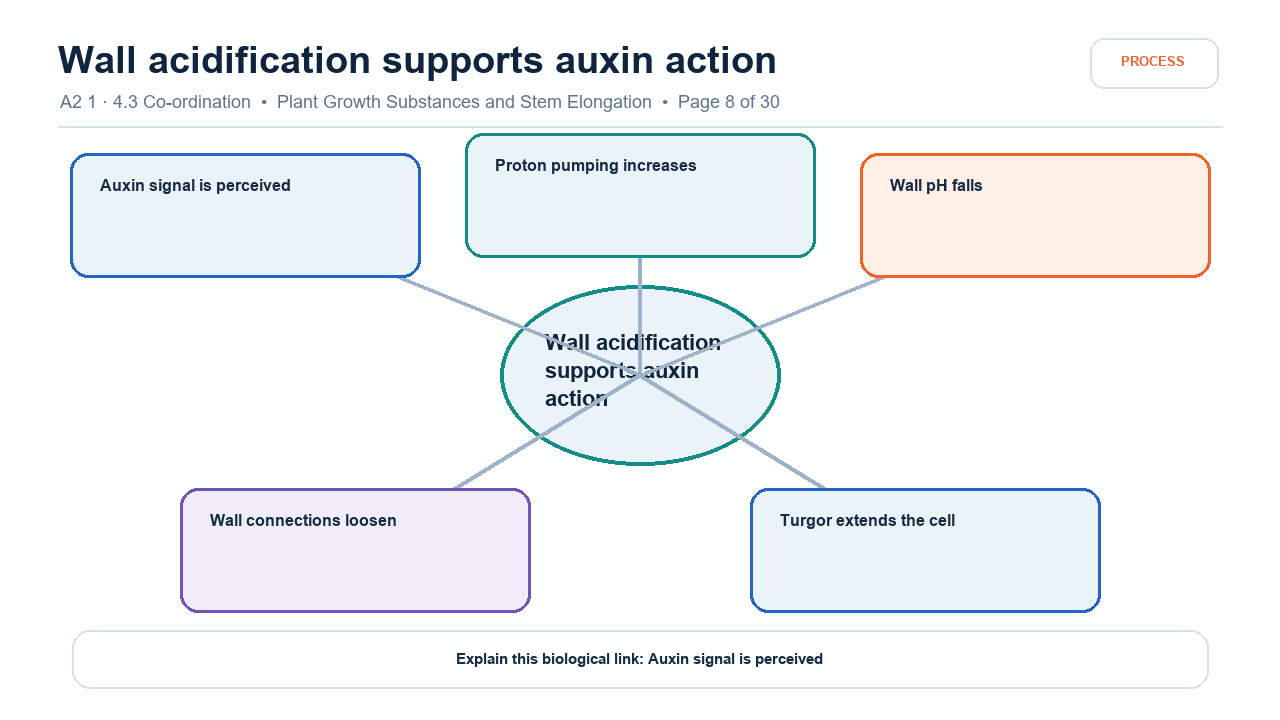 Wall acidification supports auxin action
PROCESS
A2 1 · 4.3 Co-ordination • Plant Growth Substances and Stem Elongation • Page 8 of 30
Auxin signal is perceived
Proton pumping increases
Wall pH falls
Wall acidification
supports auxin
action
Wall connections loosen
Turgor extends the cell
Explain this biological link: Auxin signal is perceived